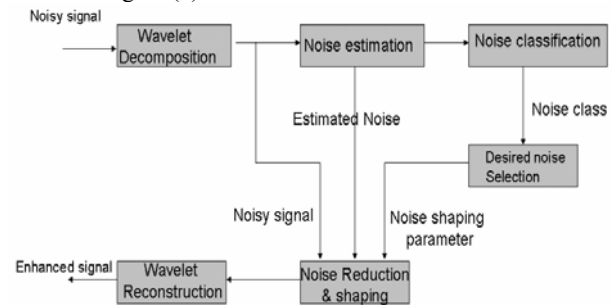 Noisy signal
Wavelet
Decomposition
Noise estimation
Noise classification
Estimated Noise
Noise class
Desired noise
Selection
Noisy signal
Noise shaping
parameter
Enhanced signal
Wavelet
Reconstruction
Noise Reduction
& shaping